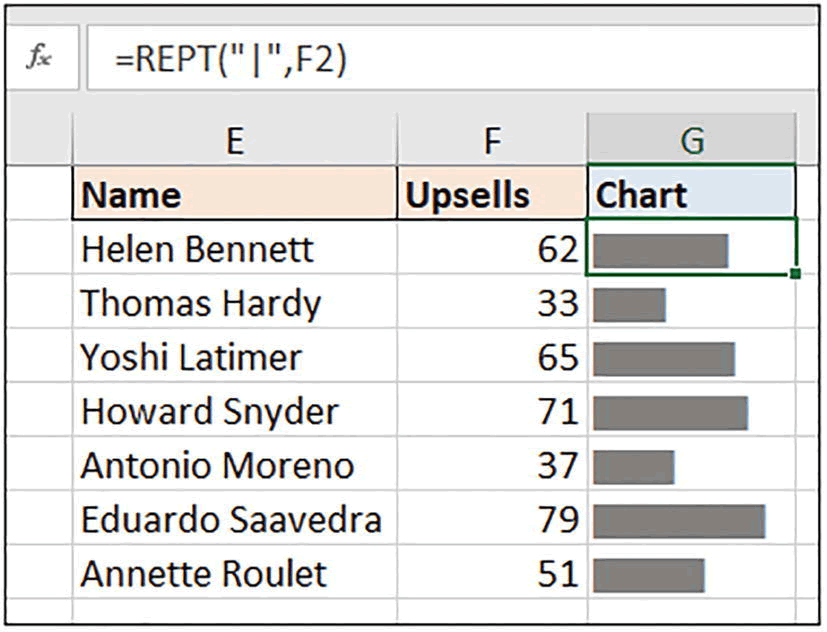 fx =REPT("|",F2)
E F G
Name Upsells Chart
Helen Bennett 62
Thomas Hardy 33
Yoshi Latimer 65
Howard Snyder 71
Antonio Moreno 37
Eduardo Saavedra 79
Annette Roulet 51